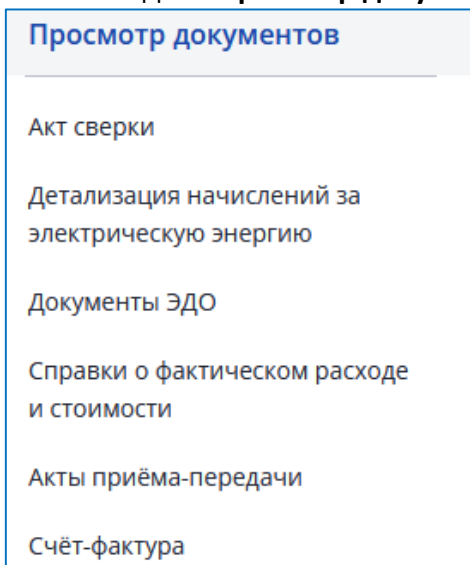 Просмотр документов
Акт сверки
Детализация начислений за
электрическую энергию
Документы ЭДО
Справки о фактическом расходе
и стоимости
Акты приёма-передачи
Счёт-фактура